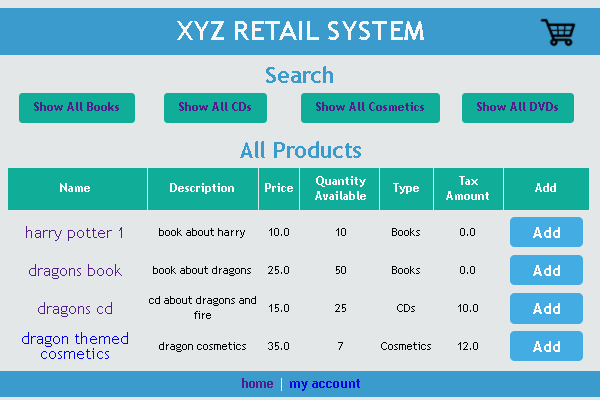 XYZ RETAIL SYSTEM
Search
Show All Books Show All CDs Show All Cosmetics Show All DVDs
All Products
Name Description Price Quantity Available Type Tax Amount Add
harry potter 1 book about harry 10.0 10 Books 0.0 Add
dragons book book about dragons 25.0 50 Books 0.0 Add
dragons cd cd about dragons and fire 15.0 25 CDs 10.0 Add
dragon themed cosmetics dragon cosmetics 35.0 7 Cosmetics 12.0 Add
home | my account